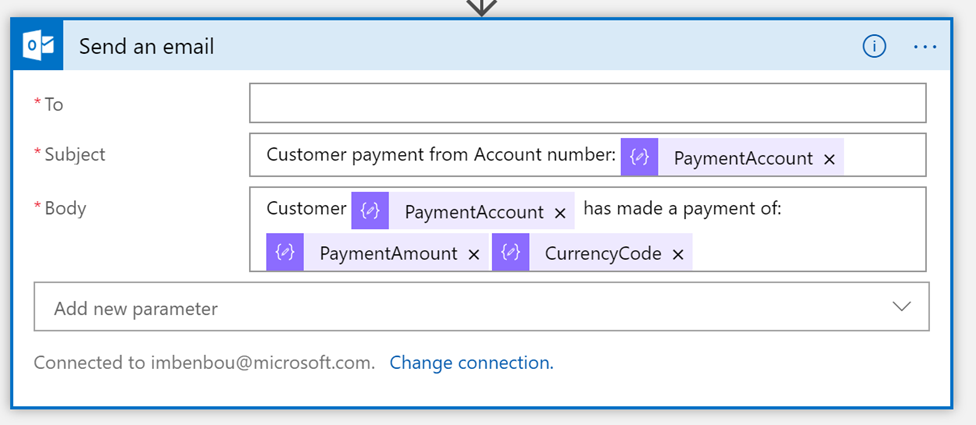 Send an email
* To
* Subject
Customer payment from Account number: PaymentAccount ×
* Body
Customer PaymentAccount × has made a payment of:
PaymentAmount × CurrencyCode ×
Add new parameter
Connected to imbenbou@microsoft.com. Change connection.